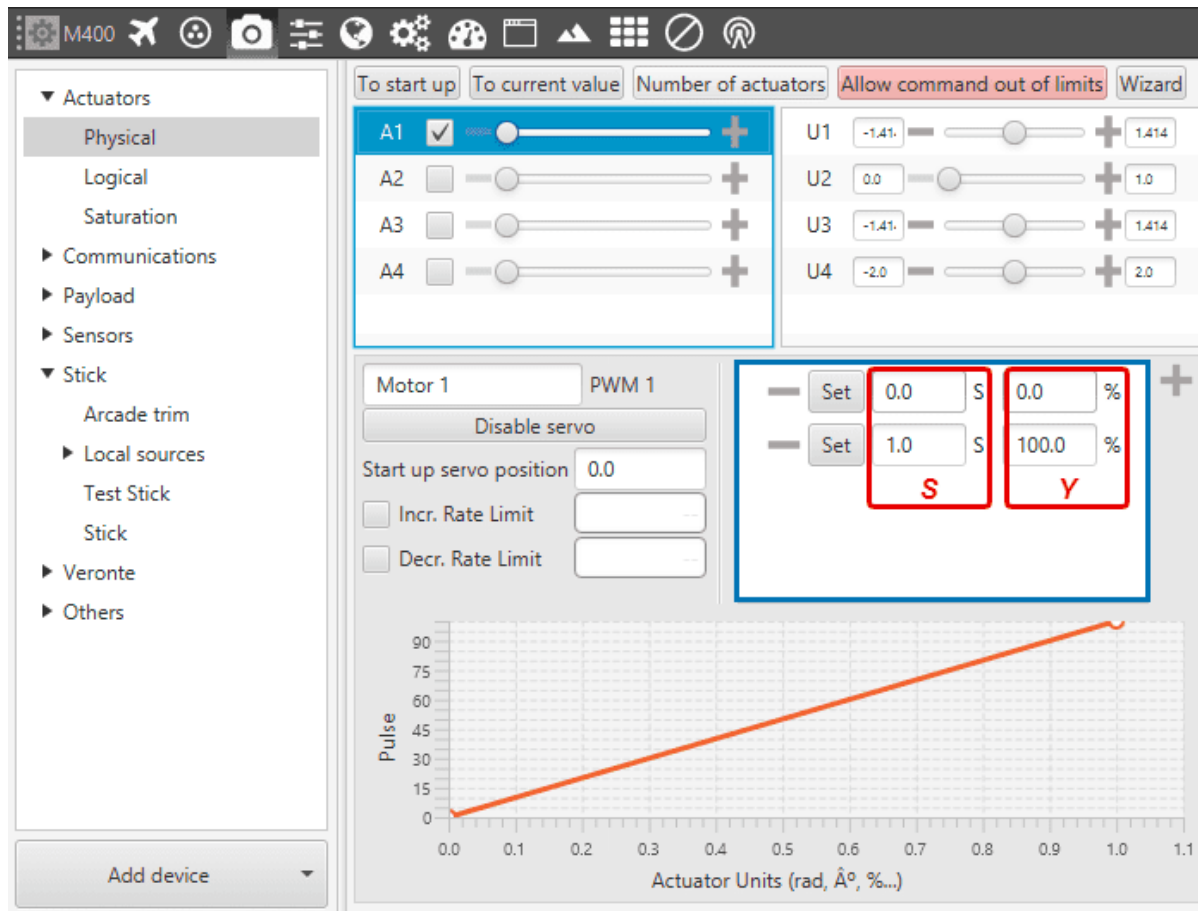 M400
Actuators
Physical
Logical
Saturation
Communications
Payload
Sensors
Stick
Arcade trim
Local sources
Test Stick
Stick
Veronte
Others
Add device
To start up To current value Number of actuators Allow command out of limits Wizard
A1
A2
A3
A4
U1 -1.41 1.414
U2 0.0 1.0
U3 -1.41 1.414
U4 -2.0 2.0
Motor 1 PWM 1
Disable servo
Start up servo position 0.0
Incr. Rate Limit --
Decr. Rate Limit --
Set 0.0 S 0.0 %
Set 1.0 S 100.0 %
S Y
Pulse
90
75
60
45
30
15
0
0.0 0.1 0.2 0.3 0.4 0.5 0.6 0.7 0.8 0.9 1.0 1.1
Actuator Units (rad, Âº, %...)